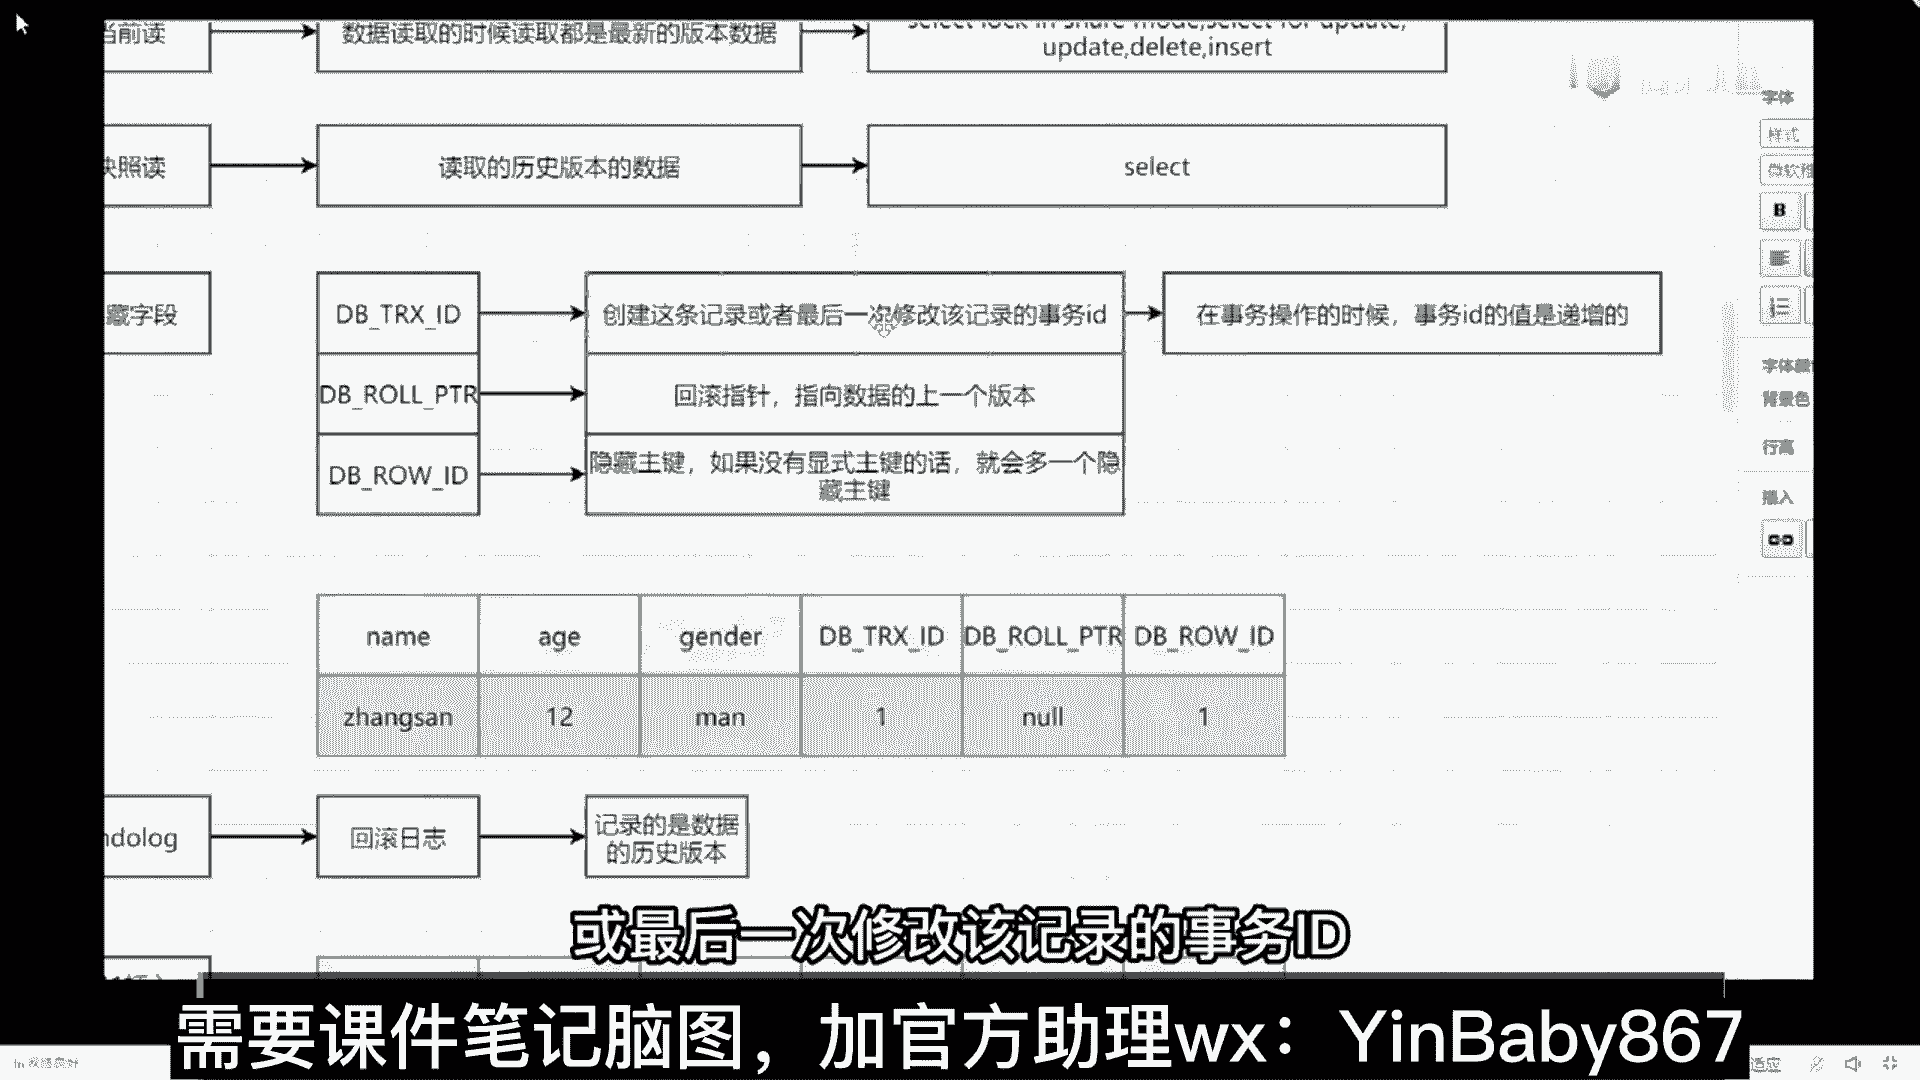 当前读
数据读取的时候读取都是最新的版本数据
select lock in share mode,select for update,
update,delete,insert
快照读
读取的历史版本的数据
select
字体
样式
B
藏字段
DB_TRX_ID
创建这条记录或者最后一次修改该记录的事务id
在事务操作的时候，事务id的值是递增的
DB_ROLL_PTR
回滚指针，指向数据的上一个版本
DB_ROW_ID
隐藏主键，如果没有显式主键的话，就会多一个隐
藏主键
背景色
行高
插入
name age gender DB_TRX_ID DB_ROLL_PTR DB_ROW_ID
zhangsan 12 man 1 null 1
ndolog
回滚日志
记录的是数据
的历史版本
或最后一次修改该记录的事务ID
需要课件笔记脑图，加官方助理wx：YinBaby867
适应